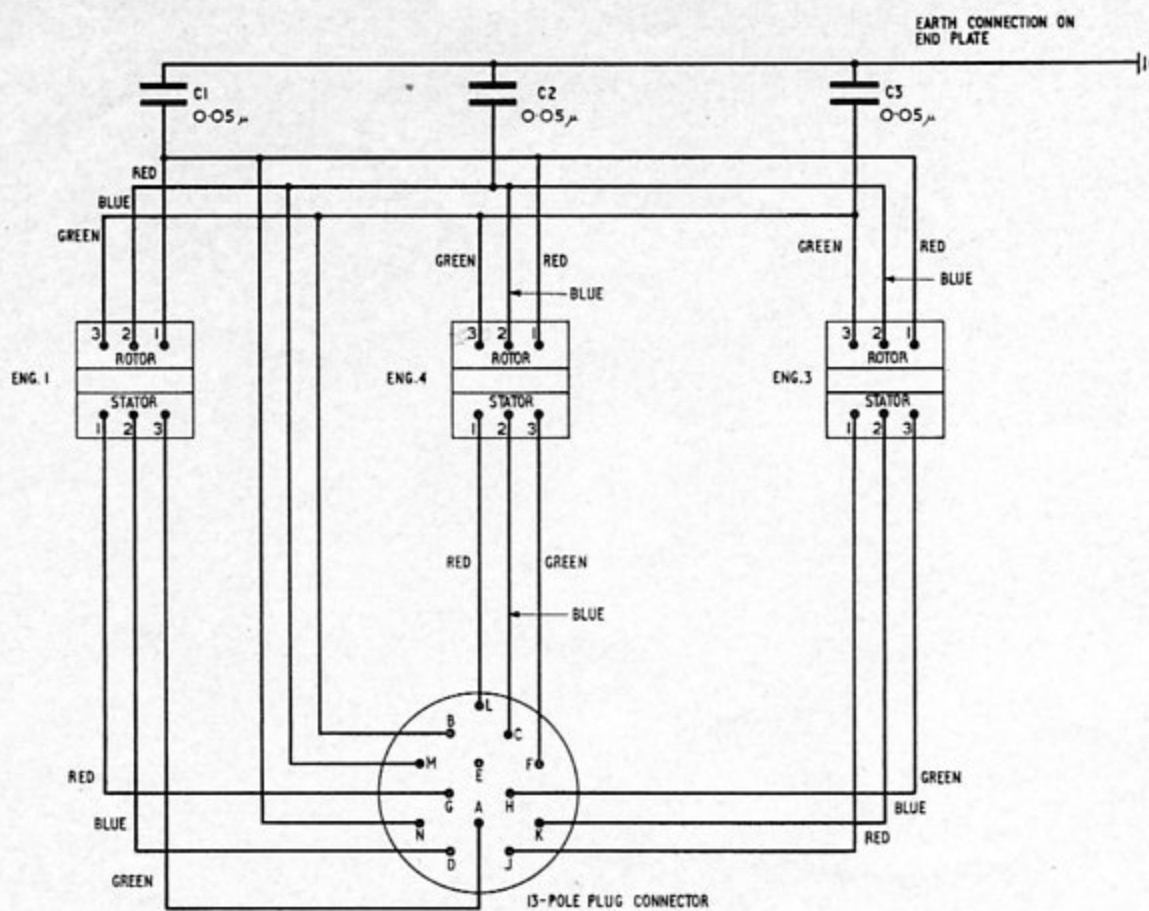 EARTH CONNECTION ON
END PLATE
C1
0·05μ
C2
0·05μ
C3
0·05μ
RED
BLUE
GREEN
GREEN
RED
BLUE
GREEN
RED
BLUE
3 2 1
ROTOR
ENG.1
STATOR
1 2 3
3 2 1
ROTOR
ENG.4
STATOR
1 2 3
3 2 1
ROTOR
ENG.3
STATOR
1 2 3
RED
GREEN
BLUE
L
B
C
M
E
F
RED
GREEN
G
A
H
BLUE
BLUE
N
K
RED
D
J
GREEN
13-POLE PLUG CONNECTOR